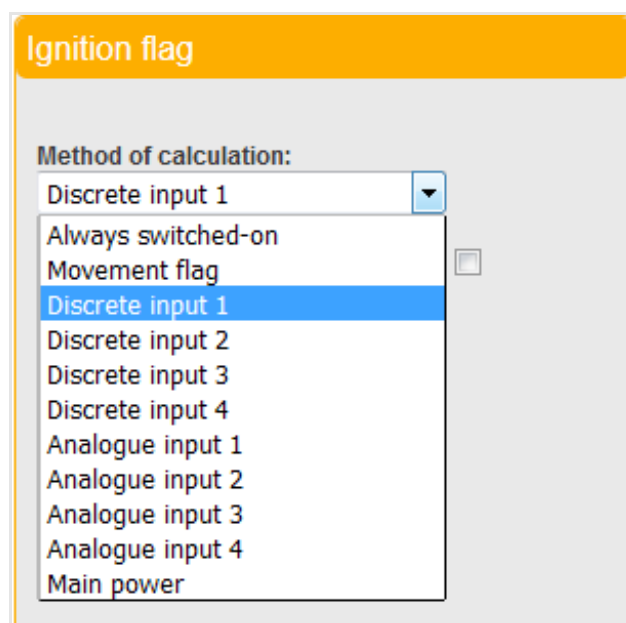 Ignition flag
Method of calculation:
Discrete input 1
Always switched-on
Movement flag
Discrete input 1
Discrete input 2
Discrete input 3
Discrete input 4
Analogue input 1
Analogue input 2
Analogue input 3
Analogue input 4
Main power